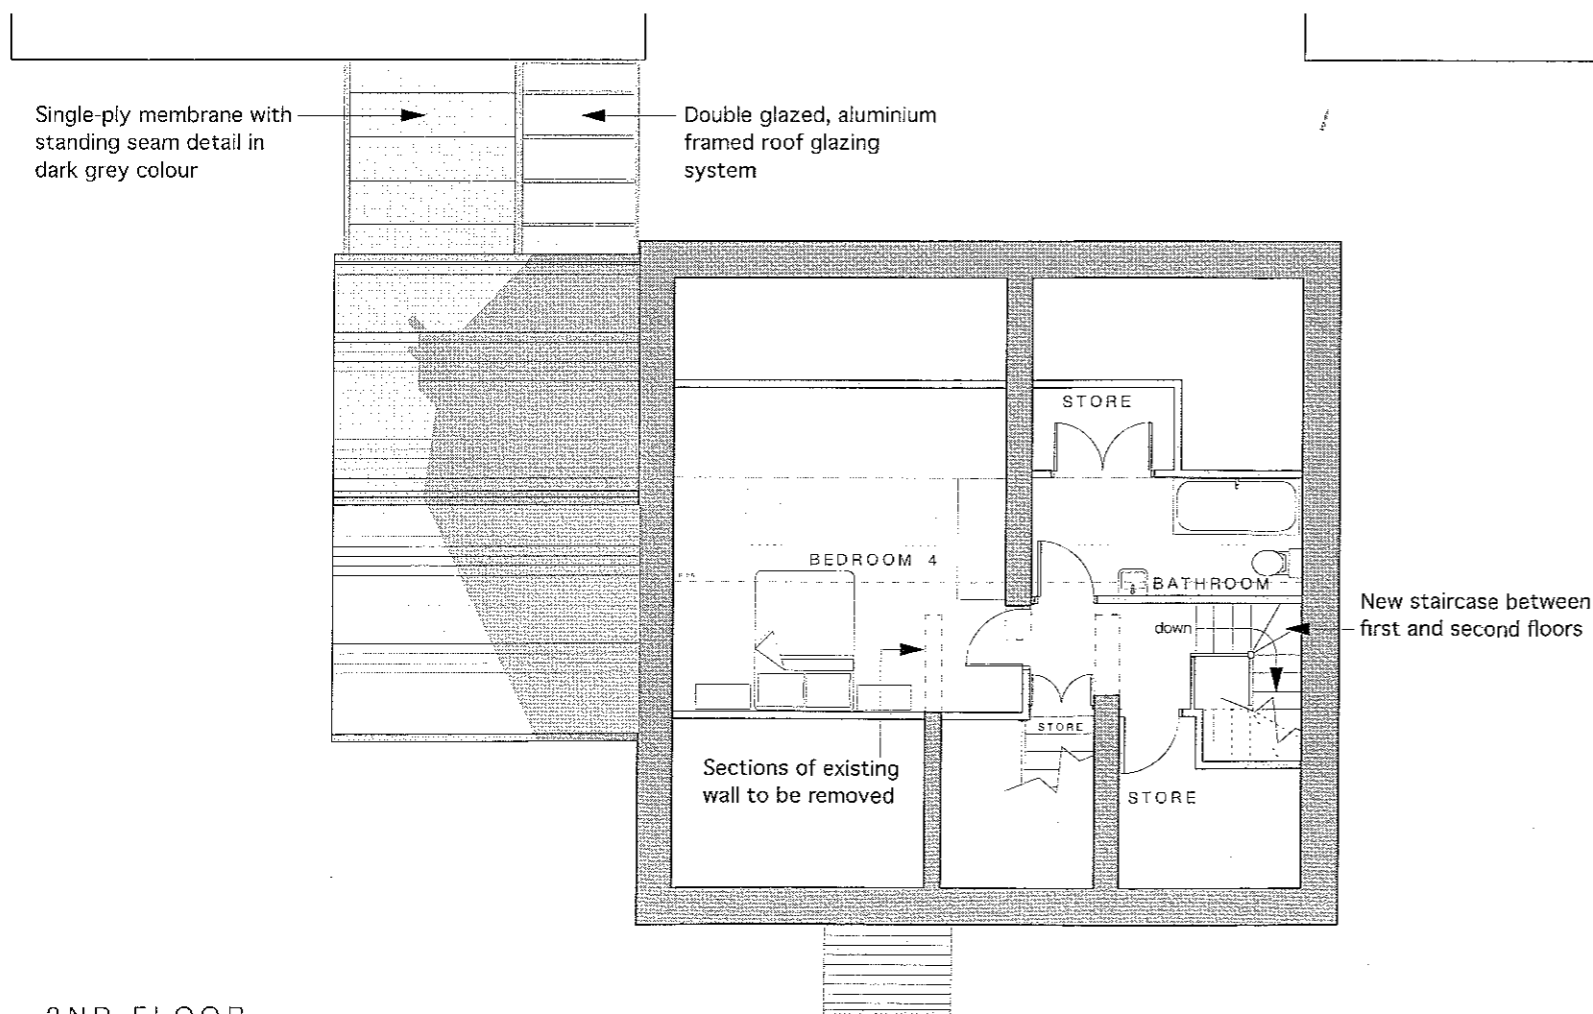 Single-ply membrane with
standing seam detail in
dark grey colour
Double glazed, aluminium
framed roof glazing
system
STORE
BEDROOM 4
BATHROOM
down
New staircase between
first and second floors
STORE
Sections of existing
wall to be removed
STORE
2ND FLOOR